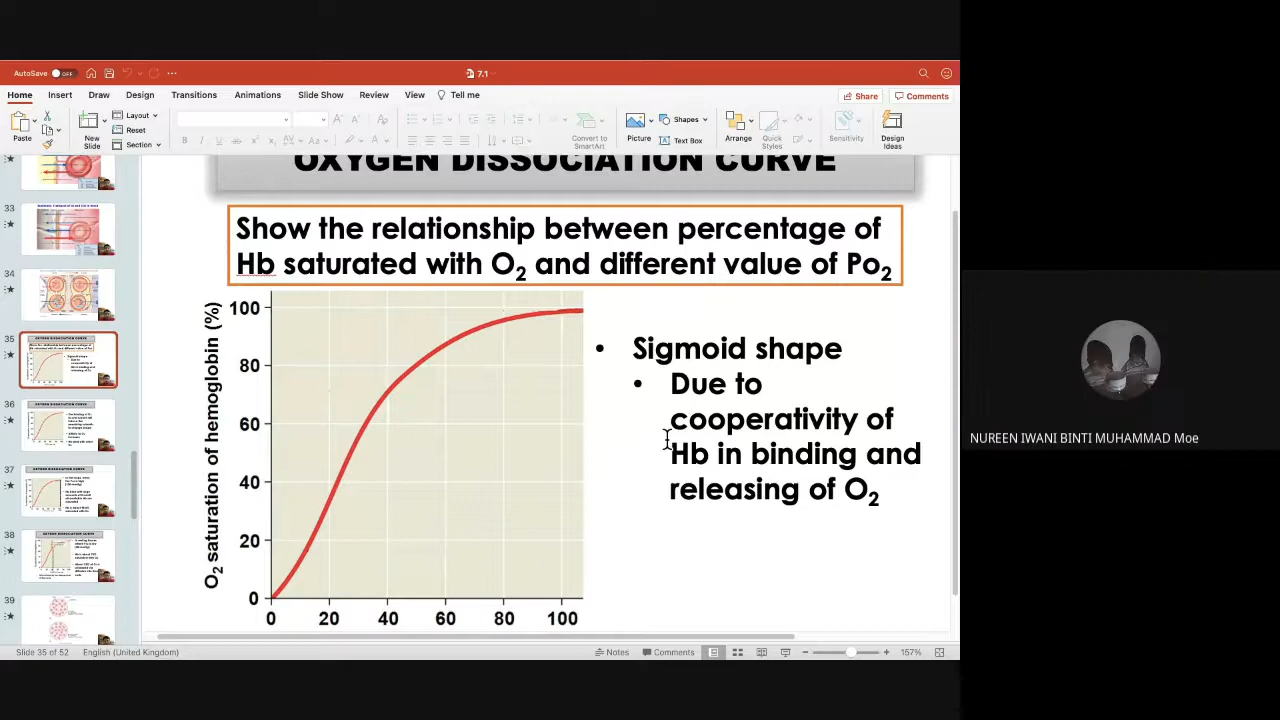 AutoSave OFF
7.1
Home Insert Draw Design Transitions Animations Slide Show Review View Tell me
Share Comments
Paste
New Slide
Layout
Reset
Section
Convert to SmartArt
Picture
Shapes
Text Box
Arrange
Quick Styles
Sensitivity
Design Ideas
33
34
35
36
37
38
39
OXYGEN DISSOCIATION CURVE
Show the relationship between percentage of
Hb saturated with O2 and different value of Po2
O2 saturation of hemoglobin (%)
100
80
60
40
20
0
0 20 40 60 80 100
• Sigmoid shape
• Due to
cooperativity of
Hb in binding and
releasing of O2
NUREEN IWANI BINTI MUHAMMAD Moe
Slide 35 of 52 English (United Kingdom)
Notes Comments 157%